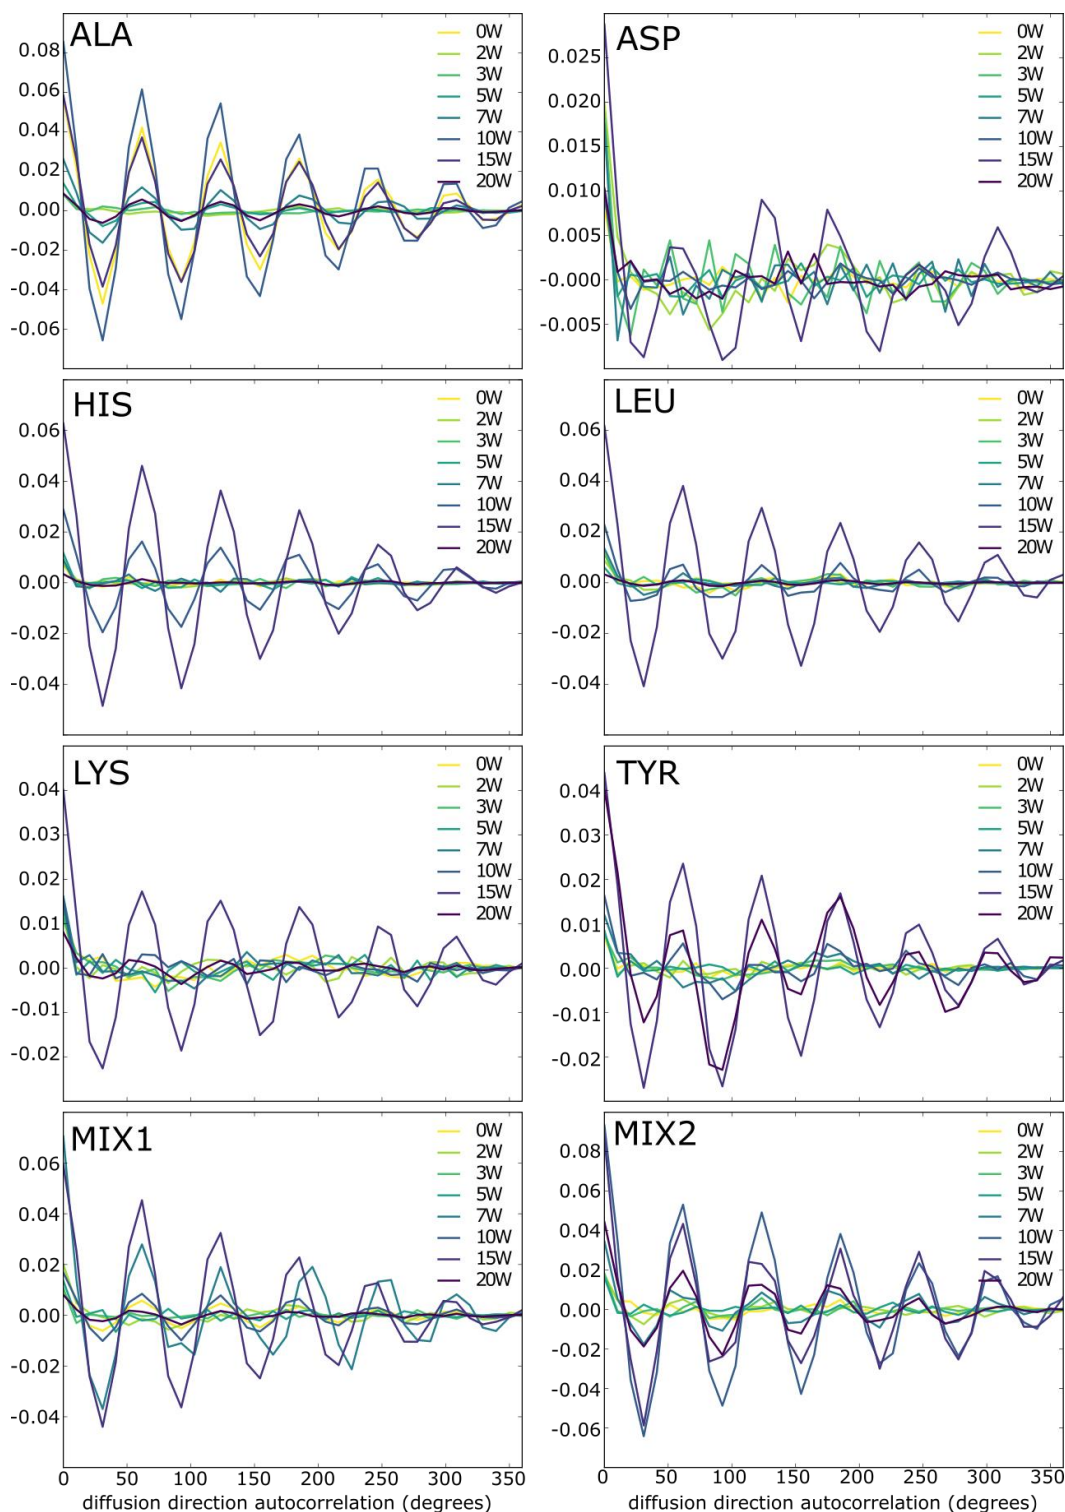 ALA
0W
2W
3W
5W
7W
10W
15W
20W
0.08
0.06
0.04
0.02
0.00
-0.02
-0.04
-0.06
ASP
0W
2W
3W
5W
7W
10W
15W
20W
0.025
0.020
0.015
0.010
0.005
-0.000
-0.005
HIS
0W
2W
3W
5W
7W
10W
15W
20W
0.06
0.04
0.02
0.00
-0.02
-0.04
LEU
0W
2W
3W
5W
7W
10W
15W
20W
0.06
0.04
0.02
0.00
-0.02
-0.04
LYS
0W
2W
3W
5W
7W
10W
15W
20W
0.04
0.03
0.02
0.01
0.00
-0.01
-0.02
TYR
0W
2W
3W
5W
7W
10W
15W
20W
0.04
0.03
0.02
0.01
0.00
-0.01
-0.02
MIX1
0W
2W
3W
5W
7W
10W
15W
20W
0.06
0.04
0.02
0.00
-0.02
-0.04
0 50 100 150 200 250 300 350
diffusion direction autocorrelation (degrees)
MIX2
0W
2W
3W
5W
7W
10W
15W
20W
0.08
0.06
0.04
0.02
0.00
-0.02
-0.04
-0.06
0 50 100 150 200 250 300 350
diffusion direction autocorrelation (degrees)